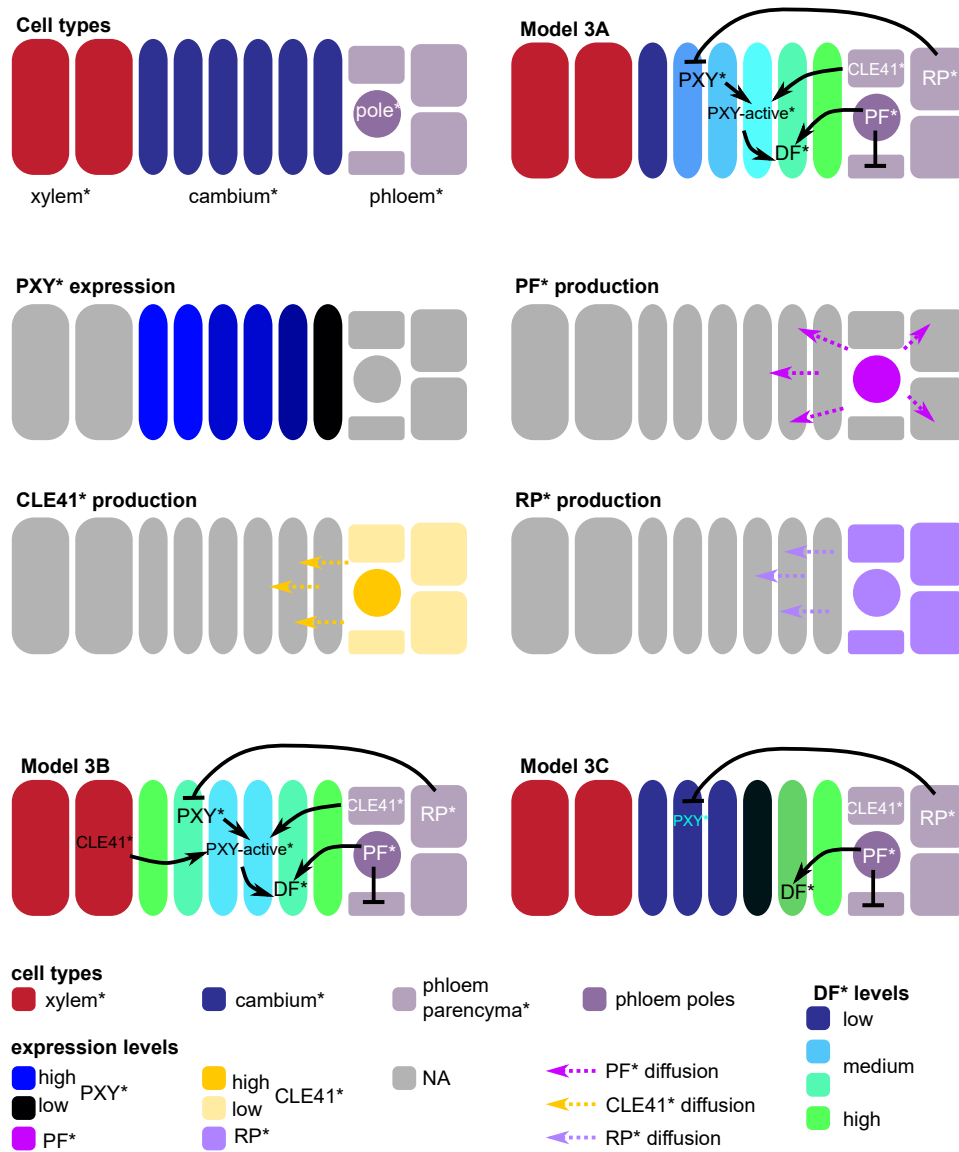 Cell types
pole*
xylem*
cambium*
phloem*
Model 3A
PXY*
CLE41*
RP*
PXY-active*
PF*
DF*
PXY* expression
PF* production
CLE41* production
RP* production
Model 3B
CLE41*
PXY*
PXY-active*
CLE41*
RP*
PF*
DF*
Model 3C
PXY*
CLE41*
RP*
PF*
DF*
cell types
xylem*
cambium*
phloem
parencyma*
phloem poles
expression levels
high
low
PXY*
PF*
high
low
CLE41*
RP*
NA
PF* diffusion
CLE41* diffusion
RP* diffusion
DF* levels
low
medium
high